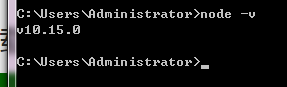 C:\Users\Administrator>node -v
v10.15.0
C:\Users\Administrator>_